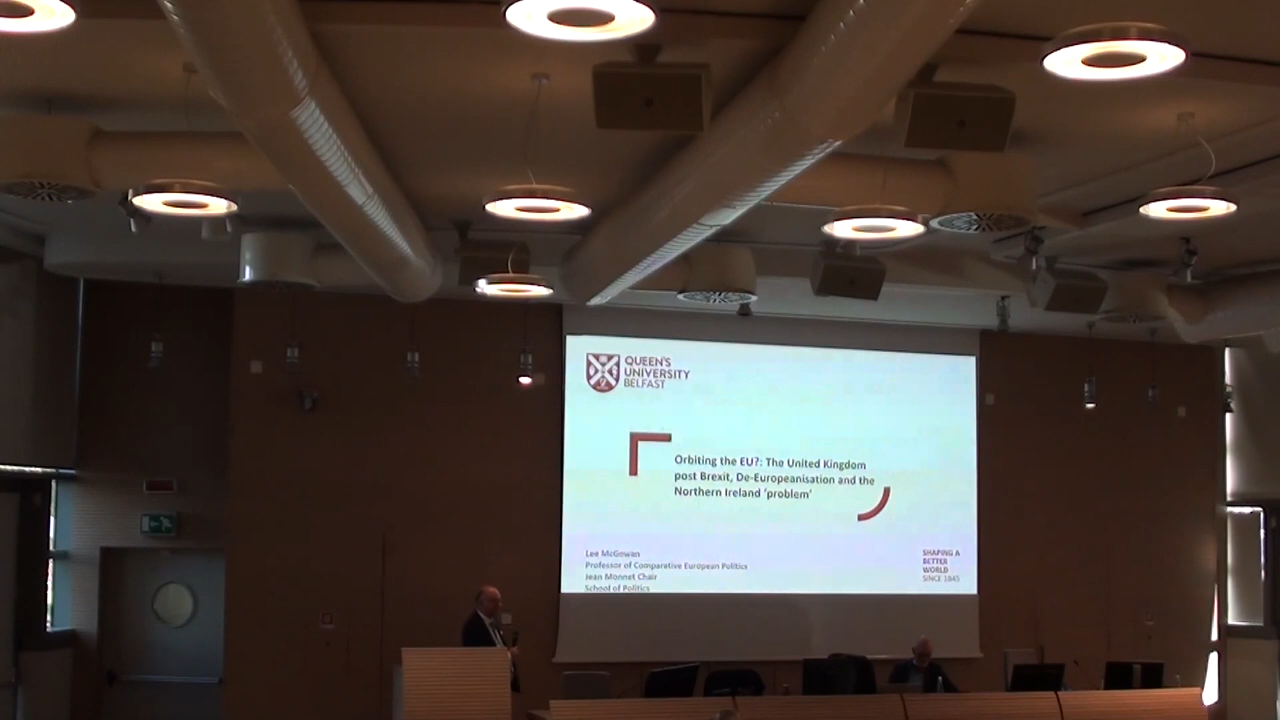 QUEEN'S
UNIVERSITY
BELFAST
Orbiting the EU?: The United Kingdom
post Brexit, De-Europeanisation and the
Northern Ireland ‘problem’
Lee McGowan
Professor of Comparative European Politics
Jean Monnet Chair
School of Politics
SHAPING A
BETTER
WORLD
SINCE 1845